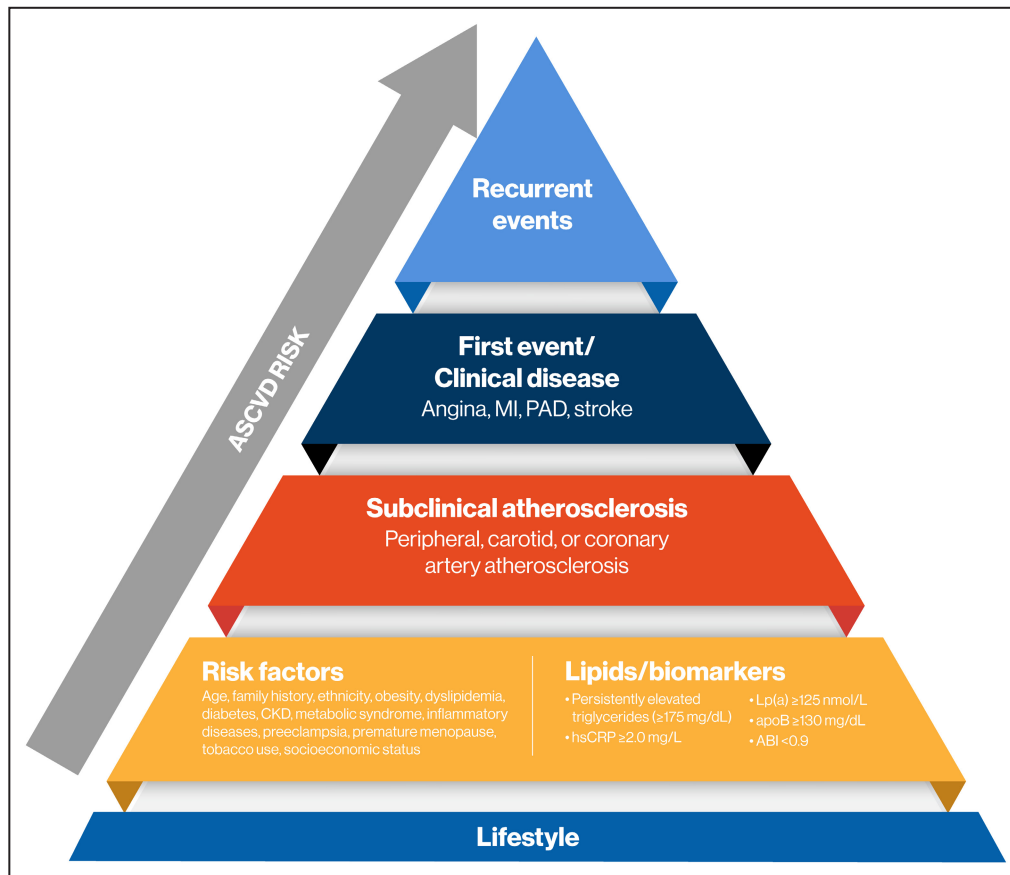 Recurrent
events
ASCVD RISK
First event/
Clinical disease
Angina, MI, PAD, stroke
Subclinical atherosclerosis
Peripheral, carotid, or coronary
artery atherosclerosis
Risk factors
Age, family history, ethnicity, obesity, dyslipidemia,
diabetes, CKD, metabolic syndrome, inflammatory
diseases, preeclampsia, premature menopause,
tobacco use, socioeconomic status
Lipids/biomarkers
• Persistently elevated
triglycerides (≥175 mg/dL)
• hsCRP ≥2.0 mg/L
• Lp(a) ≥125 nmol/L
• apoB ≥130 mg/dL
• ABI <0.9
Lifestyle